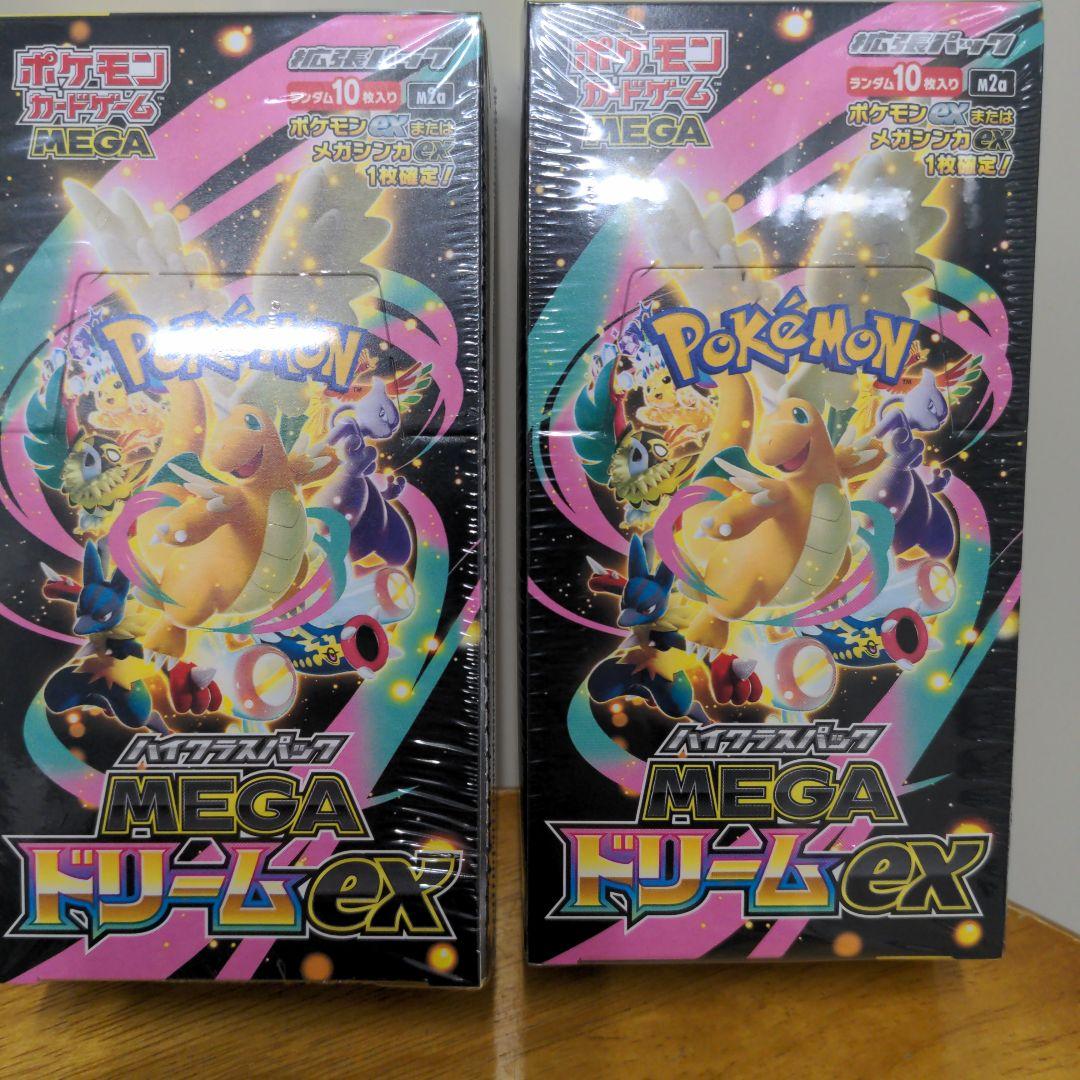 ポケモン
カードゲーム
MEGA
拡張パック
ランダム10枚入り M2a
ポケモンexまたは
メガシンカex
1枚確定!
POKéMON
ハイクラスパック
MEGA
ドリームex
ポケモン
カードゲーム
MEGA
拡張パック
ランダム10枚入り M2a
ポケモンexまたは
メガシンカex
1枚確定!
POKéMON
TM
ハイクラスパック
MEGA
ドリームex